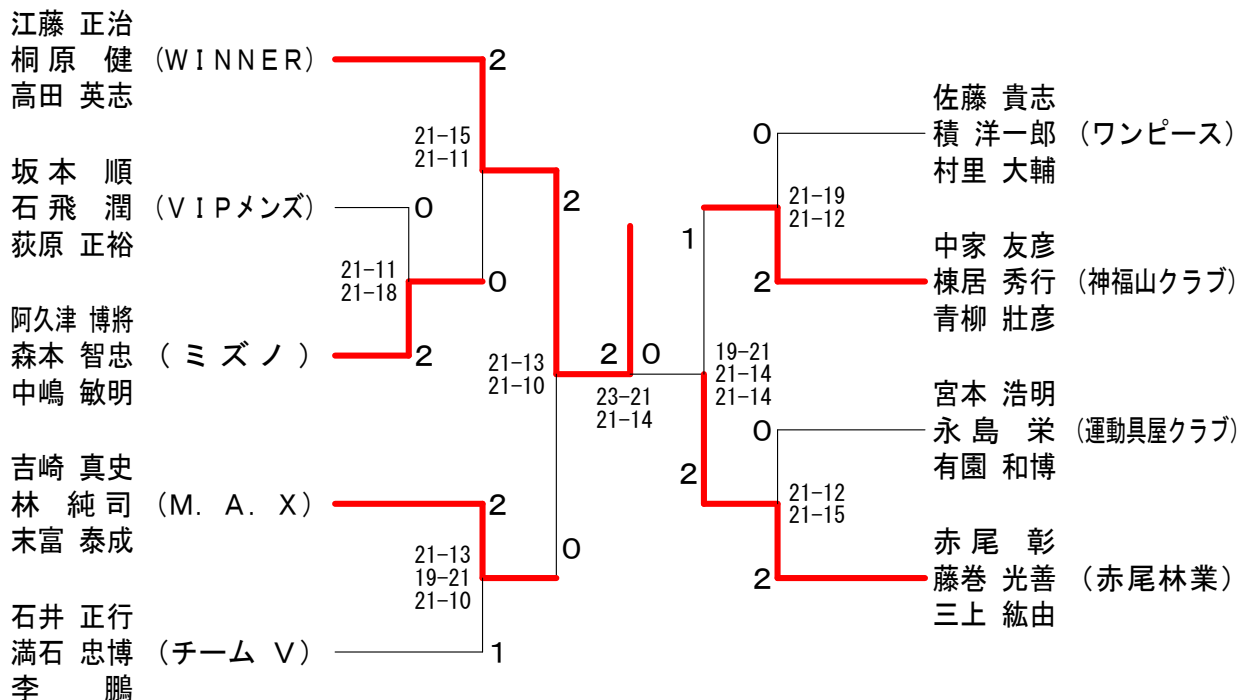 江藤 正治
桐原 健 (WINNER)
高田 英志
2
21-15
21-11
坂本 順
石飛 潤 (VIPメンズ)
荻原 正裕
0
21-11
21-18
0
阿久津 博將
森本 智忠 (ミズノ)
中嶋 敏明
2
2
21-13
21-10
吉崎 真史
林 純司 (M.A.X)
末富 泰成
2
21-13
19-21
21-10
0
石井 正行
満石 忠博 (チーム V)
李 鵬
1
2 0
23-21
21-14
佐藤 貴志
0 積 洋一郎 (ワンピース)
村里 大輔
21-19
21-12
1
中家 友彦
2 棟居 秀行 (神福山クラブ)
青柳 壯彦
19-21
21-14
21-14
宮本 浩明
0 永島 栄 (運動具屋クラブ)
有園 和博
2
21-12
21-15
赤尾 彰
2 藤巻 光善 (赤尾林業)
三上 紘由